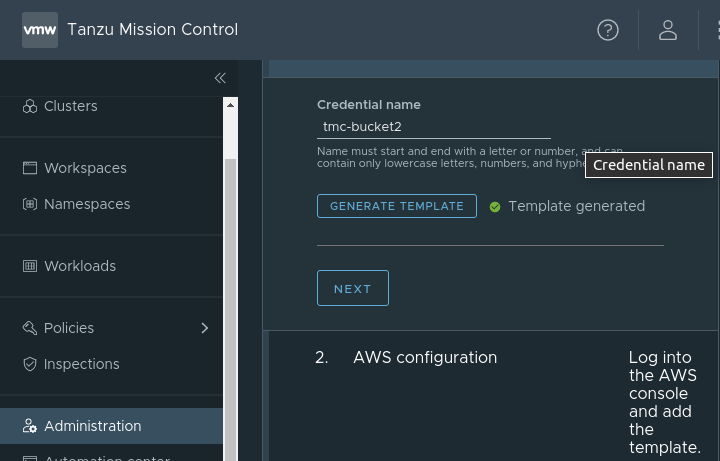 vmw Tanzu Mission Control
Clusters
Workspaces
Namespaces
Workloads
Policies
Inspections
Administration
Automation center
Credential name
tmc-bucket2
Name must start and end with a letter or number, and can
contain only lowercase letters, numbers, and
Credential name
GENERATE TEMPLATE
Template generated
NEXT
2. AWS configuration
Log into
the AWS
console
and add
the
template.